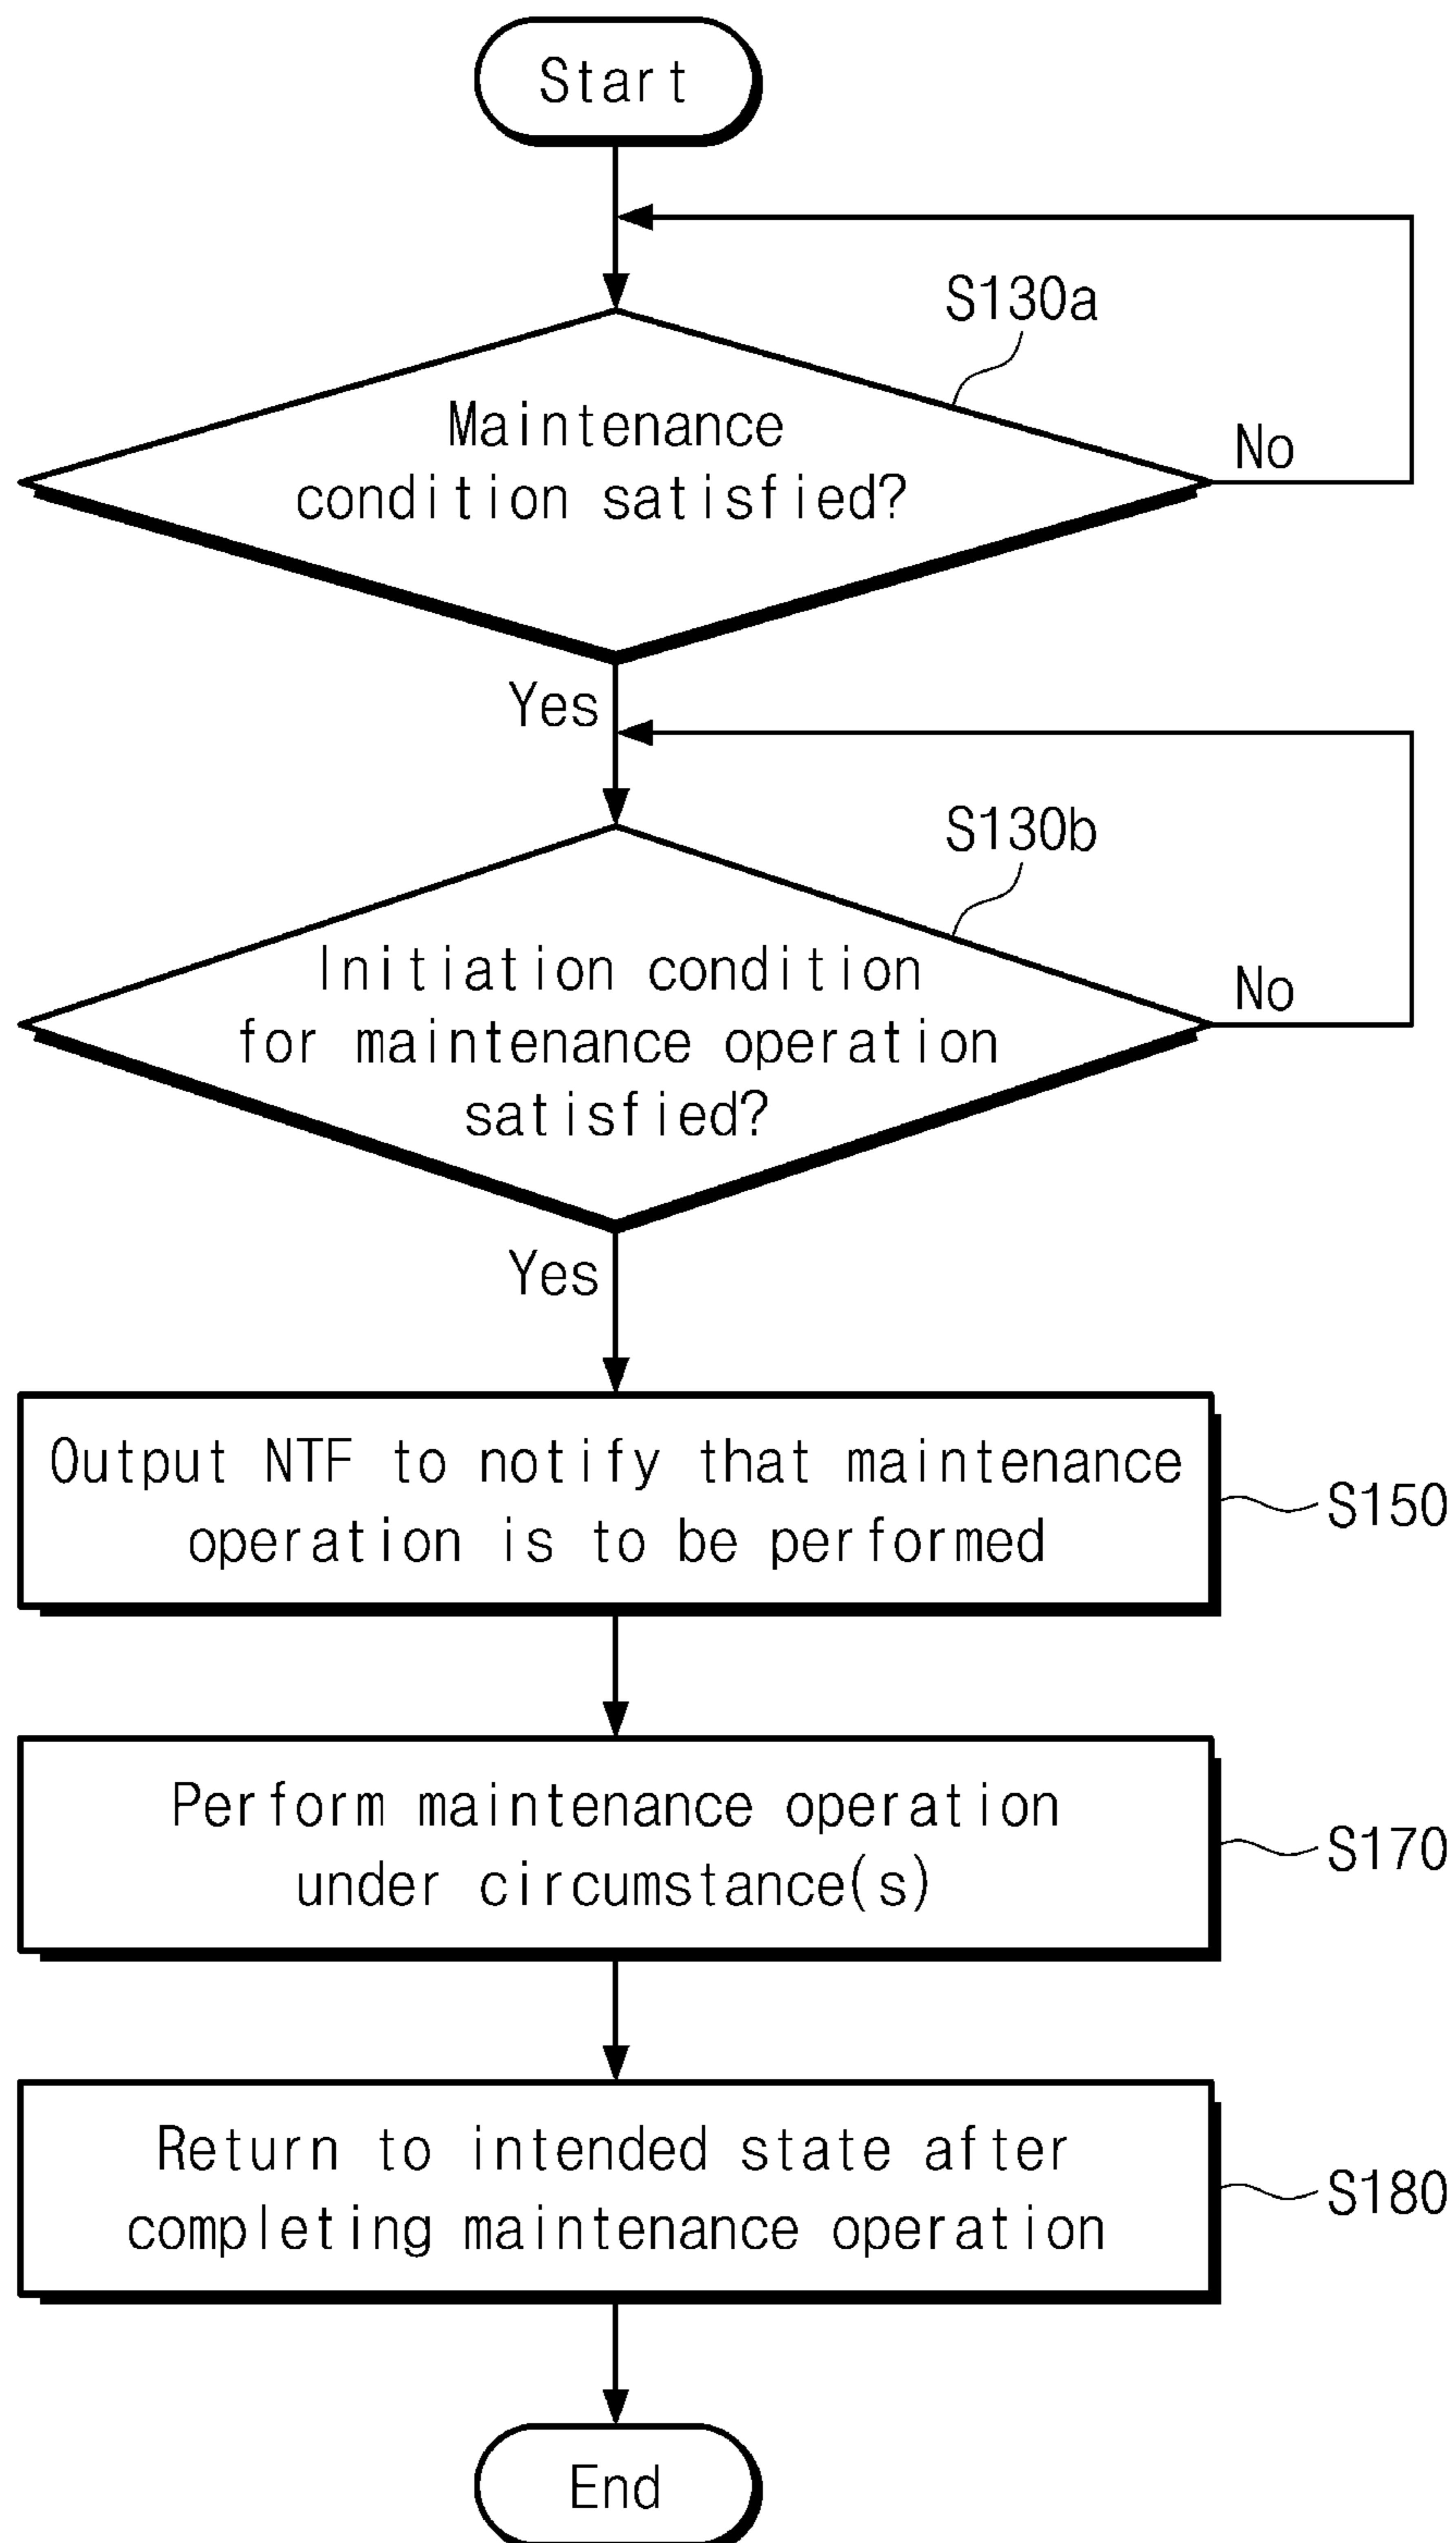 Start
S130a
Maintenance
condition satisfied?
No
Yes
S130b
Initiation condition
for maintenance operation
satisfied?
No
Yes
Output NTF to notify that maintenance
operation is to be performed
S150
Perform maintenance operation
under circumstance(s)
S170
Return to intended state after
completing maintenance operation
S180
End